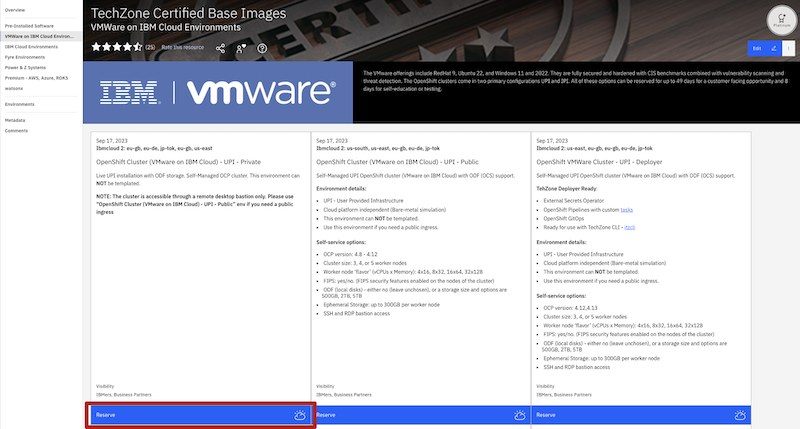 Overview
Pre-Installed Software
VMWare on IBM Cloud Environ...
IBM Cloud Environments
Fyre Environments
Power & Z Systems
Premium - AWS, Azure, ROKS
watsonx
Environments
Metadata
Comments
TechZone Certified Base Images
VMWare on IBM Cloud Environments
(25)
Rate this resource
Platinum
Edit
IBM
vmware®
The VMware offerings include RedHat 9, Ubuntu 22, and Windows 11 and 2022. They are fully secured and hardened with CIS benchmarks combined with vulnerability scanning and
threat detection. The OpenShift clusters come in two primary configurations UPI and IPI. All of these options can be reserved for up to 49 days for a customer facing opportunity and 8
days for self-education or testing.
Sep 17, 2023
Ibmcloud 2: eu-gb, eu-de, jp-tok, eu-gb, us-east
OpenShift Cluster (VMware on IBM Cloud) - UPI - Private
Live UPI installation with ODF storage. Self-Managed OCP cluster. This environment can
NOT be templated.
NOTE: The cluster is accessible through a remote desktop bastion only. Please use
"OpenShift Cluster (VMware on IBM Cloud) - UPI - Public" env if you need a public
ingress
Visibility
IBMers, Business Partners
Reserve
Sep 17, 2023
Ibmcloud 2: us-south, us-east, eu-gb, eu-de, jp-tok
OpenShift Cluster (VMware on IBM Cloud) - UPI - Public
Self-Managed UPI OpenShift cluster (VMware on IBM Cloud) with ODF (OCS) support.
Environment details:
• UPI - User Provided Infrastructure
• Cloud platform independent (Bare-metal simulation)
• This environment can NOT be templated.
• Use this environment if you need a public ingress.
Self-service options:
• OCP version: 4.8 - 4.12
• Cluster size: 3, 4, or 5 worker nodes
• Worker node 'flavor' (vCPUs x Memory): 4x16, 8x32, 16x64, 32x128
• FIPS: yes/no. (FIPS security features enabled on the nodes of the cluster)
• ODF (local disks) - either no (leave unchosen), or a storage size and options are
500GB, 2TB, 5TB
• Ephemeral Storage: up to 300GB per worker node
• SSH and RDP bastion access
Visibility
IBMers, Business Partners
Reserve
Sep 17, 2023
Ibmcloud 2: us-east, eu-gb, eu-gb, eu-de, jp-tok
OpenShift VMWare Cluster - UPI - Deployer
Self-Managed UPI OpenShift cluster (VMware on IBM Cloud) with ODF (OCS) support.
TehZone Deployer Ready:
• External Secrets Operator
• OpenShift Pipelines with custom tasks
• OpenShift GitOps
• Ready for use with TechZone CLI - itzcli
Environment details:
• UPI - User Provided Infrastructure
• Cloud platform independent (Bare-metal simulation)
• This environment can NOT be templated.
• Use this environment if you need a public ingress.
Self-service options:
• OCP version: 4.12,4.13
• Cluster size: 3, 4, or 5 worker nodes
• Worker node 'flavor' (vCPUs x Memory): 4x16, 8x32, 16x64, 32x128
• FIPS: yes/no. (FIPS security features enabled on the nodes of the cluster)
• ODF (local disks) - either no (leave unchosen), or a storage size and options are
500GB, 2TB, 5TB
• Ephemeral Storage: up to 300GB per worker node
• SSH and RDP bastion access
Visibility
IBMers, Business Partners
Reserve